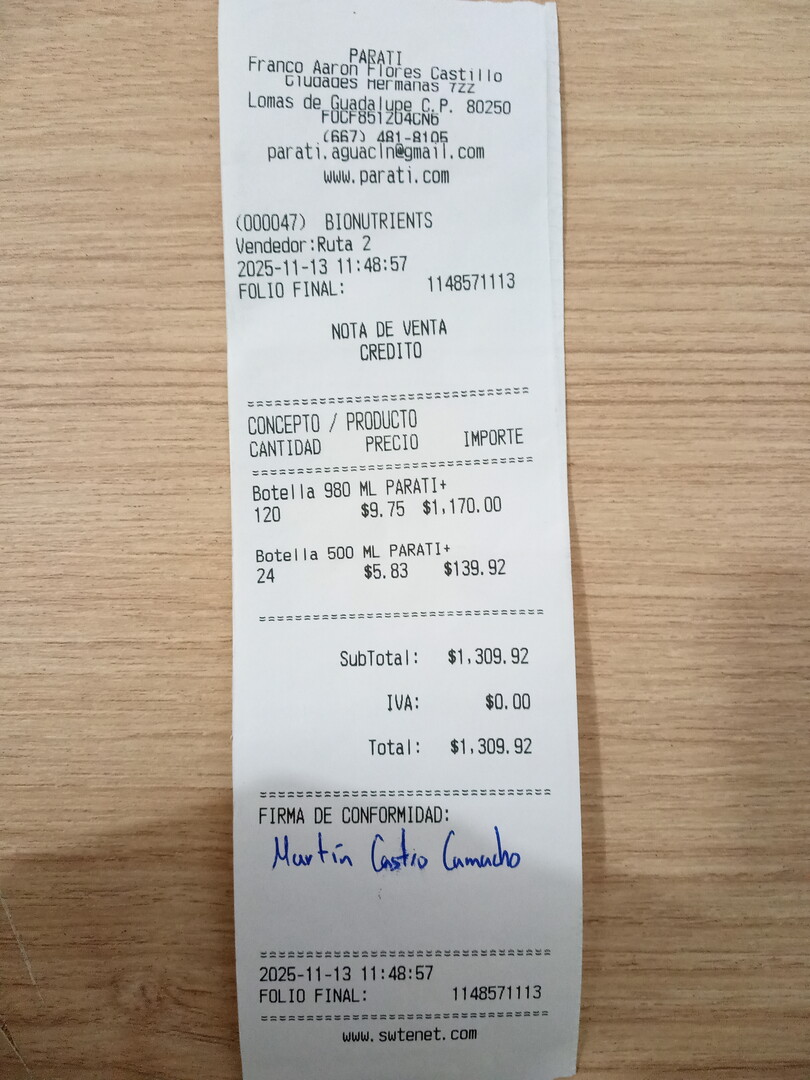 PARATI
Franco Aaron Flores Castillo
Ciudades Hermanas 722
Lomas de Guadalupe C.P. 80250
FOCF851204CN6
(667) 481-8105
parati.aguacln@gmail.com
www.parati.com
(000047) BIONUTRIENTS
Vendedor:Ruta 2
2025-11-13 11:48:57
FOLIO FINAL: 1148571113
NOTA DE VENTA
CREDITO
================================
CONCEPTO / PRODUCTO
CANTIDAD PRECIO IMPORTE
================================
Botella 980 ML PARATI+
120 $9.75 $1,170.00
Botella 500 ML PARATI+
24 $5.83 $139.92
================================
SubTotal: $1,309.92
IVA: $0.00
Total: $1,309.92
================================
FIRMA DE CONFORMIDAD:
Martín Castro Camacho
================================
2025-11-13 11:48:57
FOLIO FINAL: 1148571113
================================
www.swtenet.com